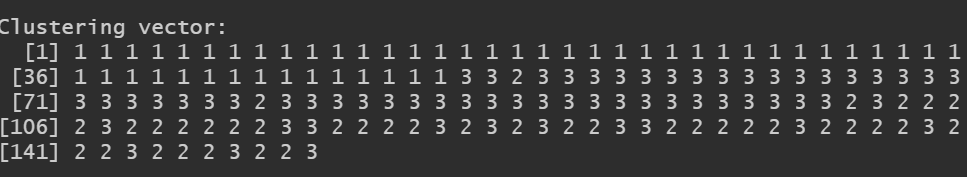 Clustering vector:
[1] 1 1 1 1 1 1 1 1 1 1 1 1 1 1 1 1 1 1 1 1 1 1 1 1 1 1 1 1 1 1 1 1 1 1 1
[36] 1 1 1 1 1 1 1 1 1 1 1 1 1 1 1 3 3 2 3 3 3 3 3 3 3 3 3 3 3 3 3 3 3 3 3
[71] 3 3 3 3 3 3 3 2 3 3 3 3 3 3 3 3 3 3 3 3 3 3 3 3 3 3 3 3 3 3 2 3 2 2 2
[106] 2 3 2 2 2 2 2 2 3 3 2 2 2 2 3 2 3 2 3 2 2 3 3 2 2 2 2 2 3 2 2 2 2 3 2
[141] 2 2 3 2 2 2 3 2 2 3